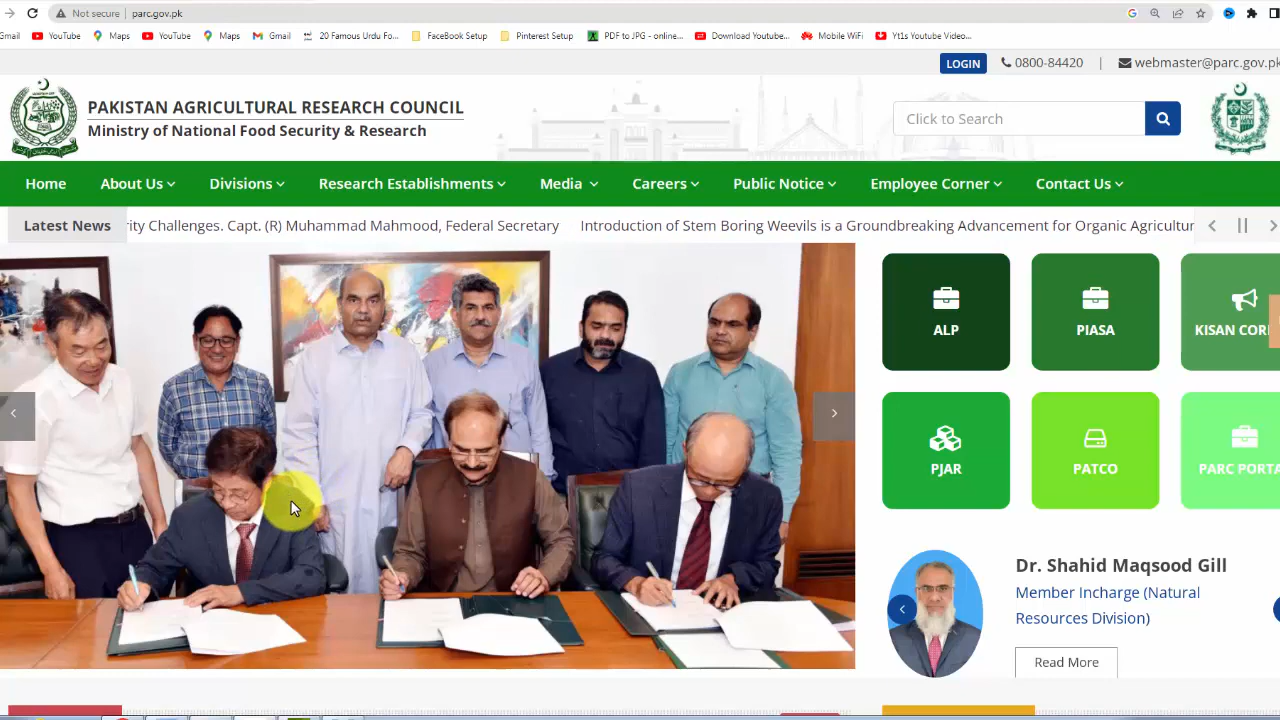 Not secure | parc.gov.pk
Gmail YouTube Maps YouTube Maps Gmail 20 Famous Urdu Fo... FaceBook Setup Pinterest Setup PDF to JPG - online... Download Youtube... Mobile WiFi Yt1s Youtube Video...
LOGIN 0800-84420 | webmaster@parc.gov.pk
PAKISTAN AGRICULTURAL RESEARCH COUNCIL
Ministry of National Food Security & Research
Click to Search
Home About Us Divisions Research Establishments Media Careers Public Notice Employee Corner Contact Us
Latest News rity Challenges. Capt. (R) Muhammad Mahmood, Federal Secretary Introduction of Stem Boring Weevils is a Groundbreaking Advancement for Organic Agricultur
ALP PIASA KISAN COR
PJAR PATCO PARC PORTA
Dr. Shahid Maqsood Gill
Member Incharge (Natural
Resources Division)
Read More